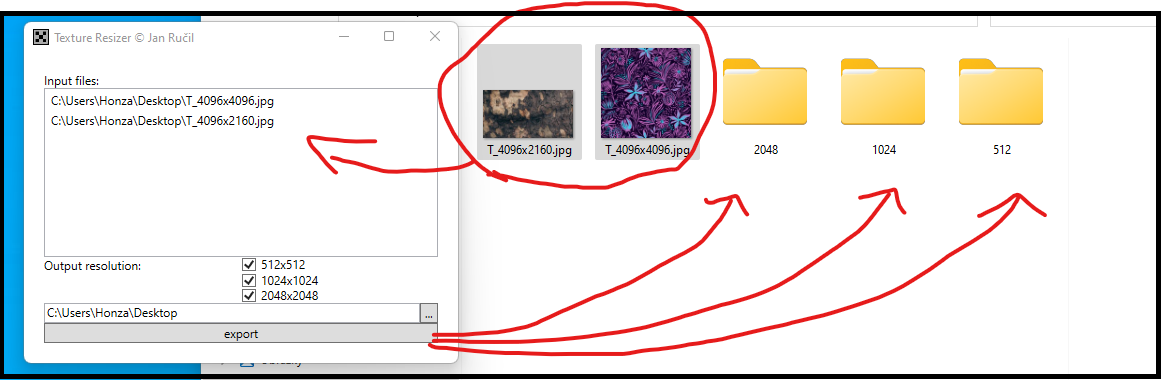 Texture Resizer © Jan Ručil
Input files:
C:\Users\Honza\Desktop\T_4096x4096.jpg
C:\Users\Honza\Desktop\T_4096x2160.jpg
Output resolution:
512x512
1024x1024
2048x2048
C:\Users\Honza\Desktop
...
export
T_4096x2160.jpg
T_4096x4096.jpg
2048
1024
512